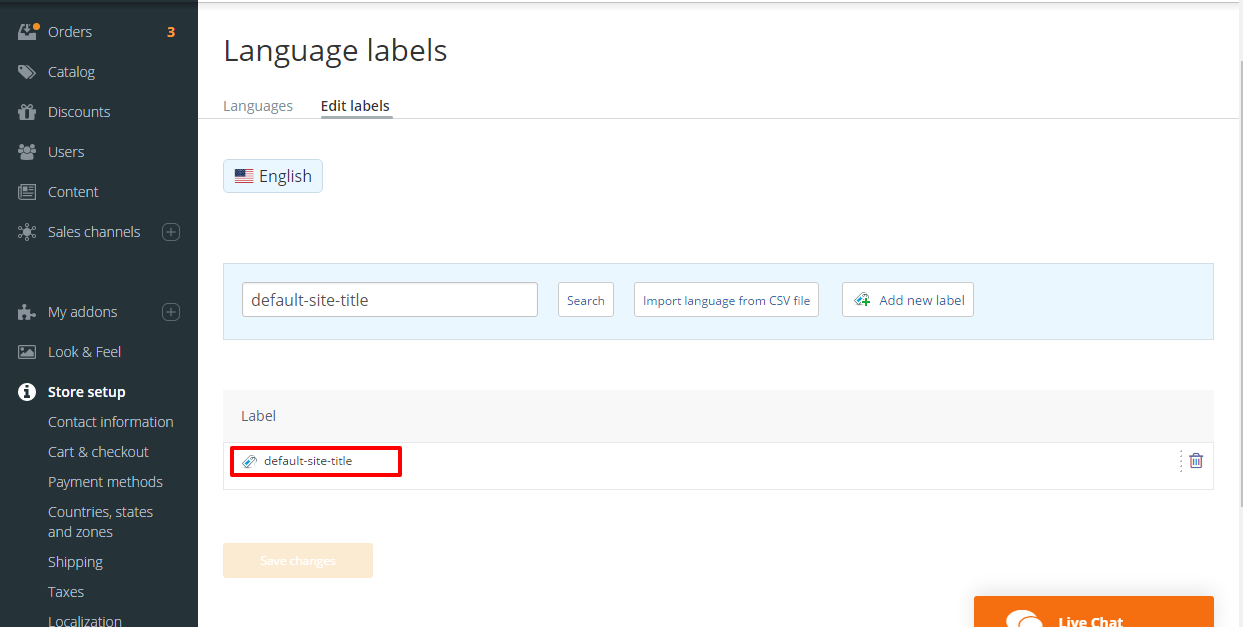 Orders 3
Catalog
Discounts
Users
Content
Sales channels
My addons
Look & Feel
Store setup
Contact information
Cart & checkout
Payment methods
Countries, states
and zones
Shipping
Taxes
Localization
Language labels
Languages Edit labels
English
default-site-title Search Import language from CSV file Add new label
Label
default-site-title
Save changes
Live Chat